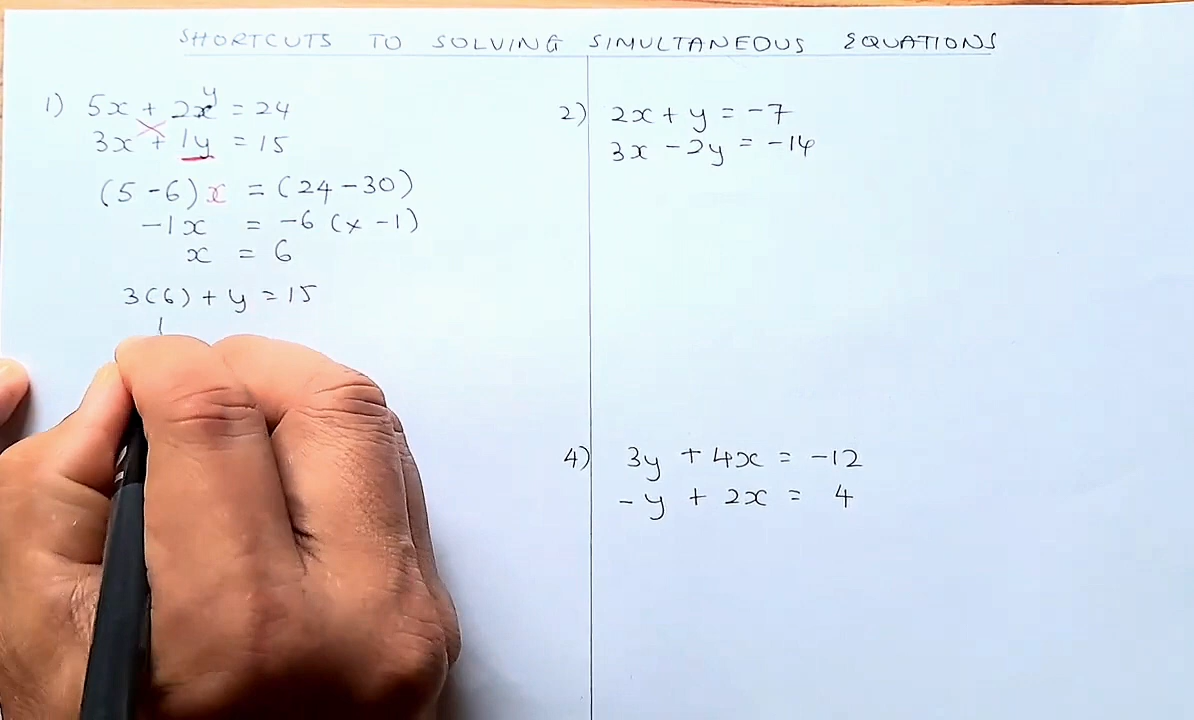 SHORTCUTS TO SOLVING SIMULTANEOUS EQUATIONS
1) 5x + 2y = 24
3x + 1y = 15
(5 - 6)x = (24 - 30)
-1x = -6 (x -1)
x = 6
3(6) + y = 15
2) 2x + y = -7
3x - 2y = -14
4) 3y + 4x = -12
-y + 2x = 4